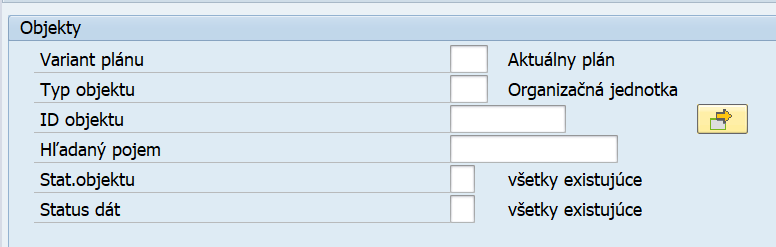 Objekty
Variant plánu Aktuálny plán
Typ objektu Organizačná jednotka
ID objektu
Hľadaný pojem
Stat.objektu všetky existujúce
Status dát všetky existujúce